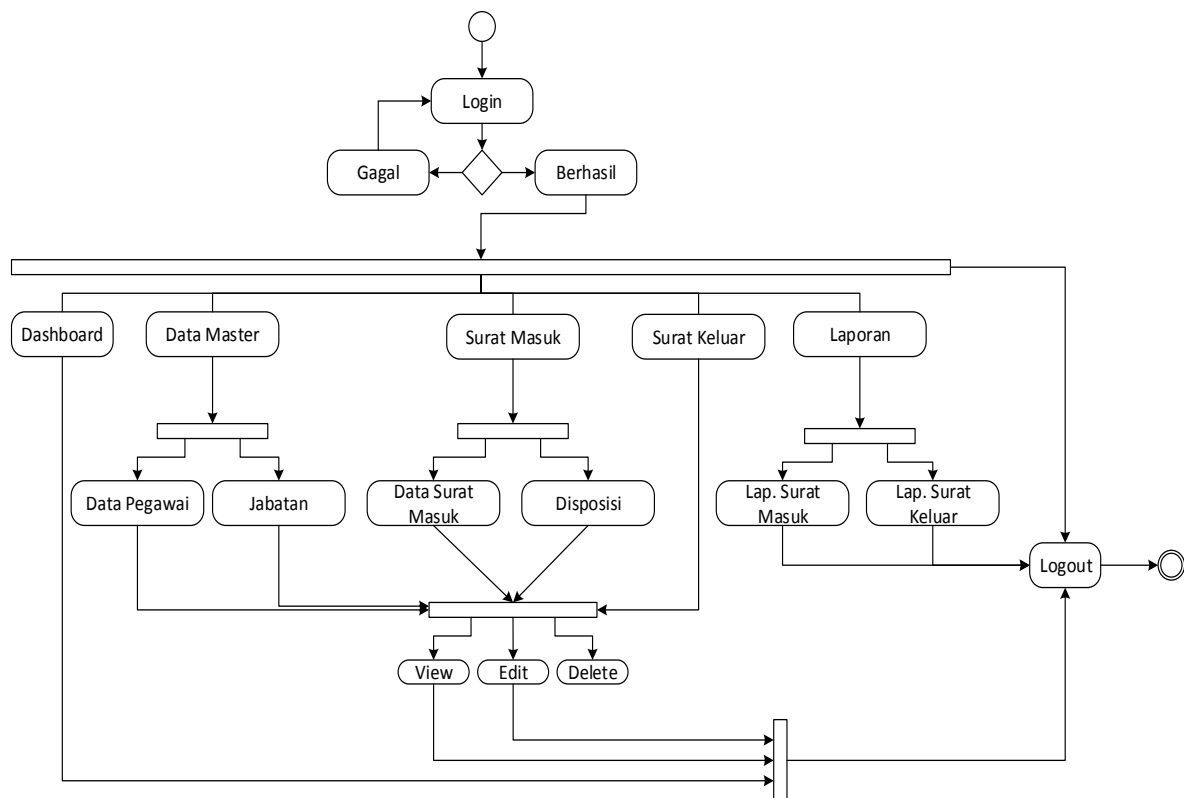 Login
Gagal
Berhasil
Dashboard
Data Master
Surat Masuk
Surat Keluar
Laporan
Data Pegawai
Jabatan
Data Surat
Masuk
Disposisi
Lap. Surat
Masuk
Lap. Surat
Keluar
Logout
View
Edit
Delete